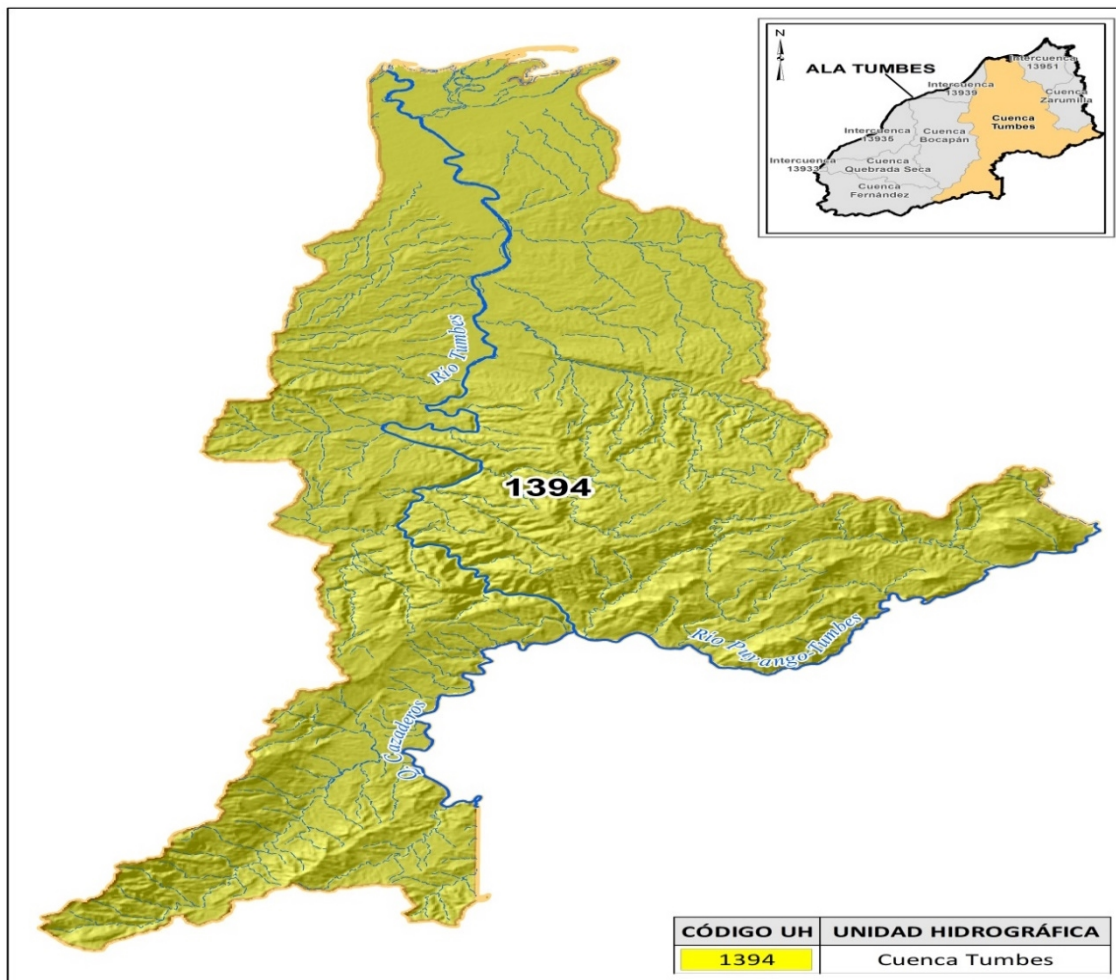 N
S
ALA TUMBES
Intercuenca
13951
Intercuenca
13939
Cuenca
Zarumilla
Cuenca
Tumbes
Intercuenca
13935
Cuenca
Bocapán
Intercuenca
13933
Cuenca
Quebrada Seca
Cuenca
Fernández
Río Tumbes
1394
Río Puyango-Tumbes
Q. Cazaderos
CÓDIGO UH UNIDAD HIDROGRÁFICA
1394 Cuenca Tumbes